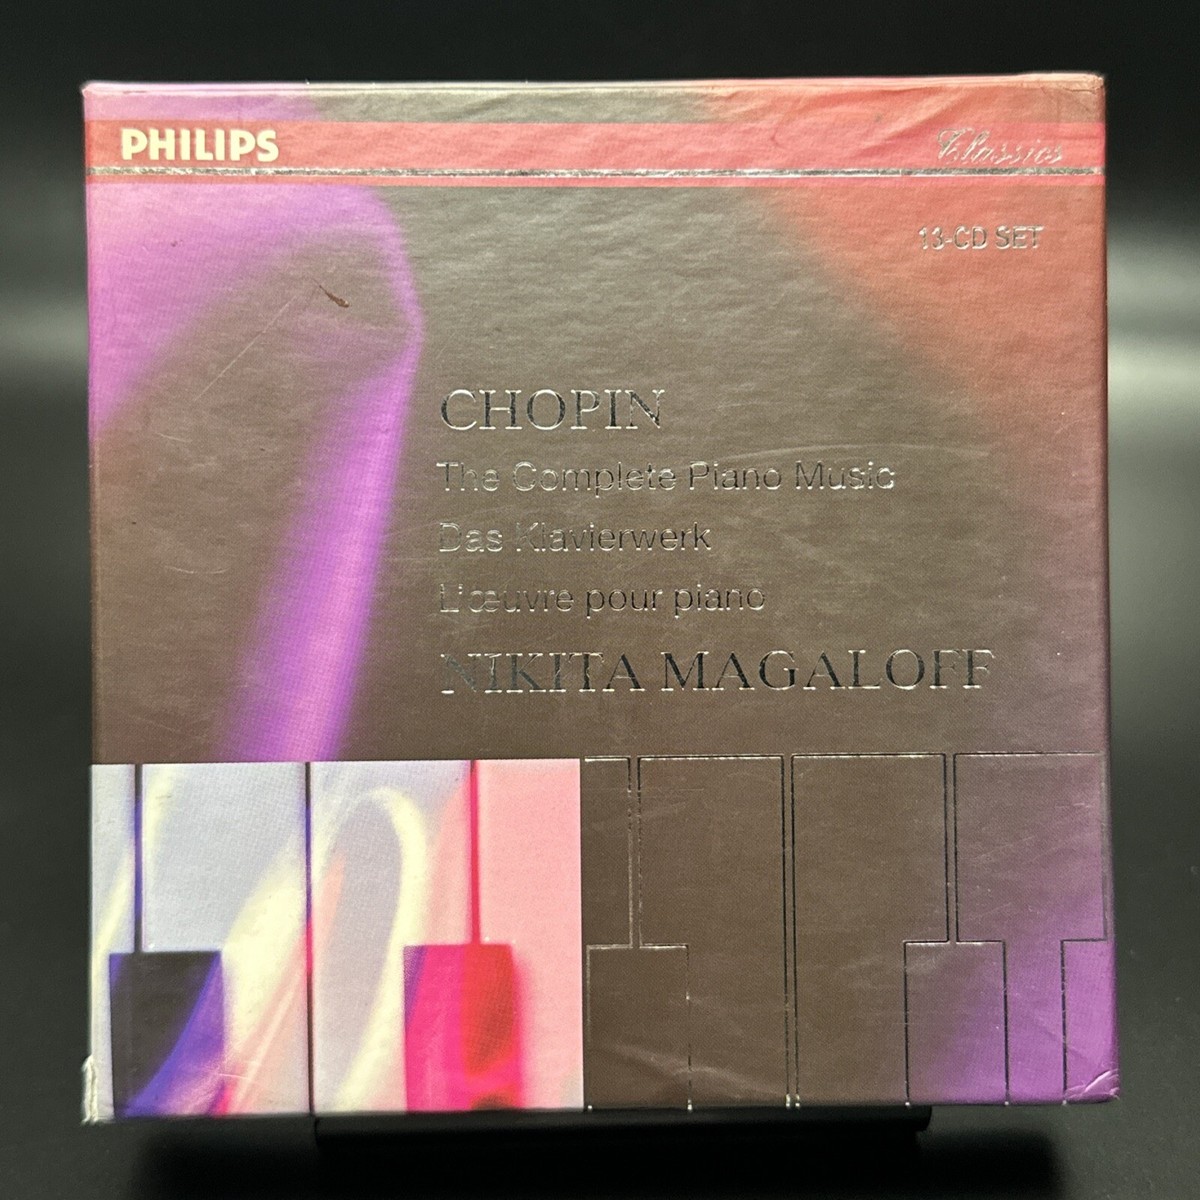 PHILIPS
Classics
13-CD SET
CHOPIN
The Complete Piano Music
Das Klavierwerk
L'œuvre pour piano
NIKITA MAGALOFF